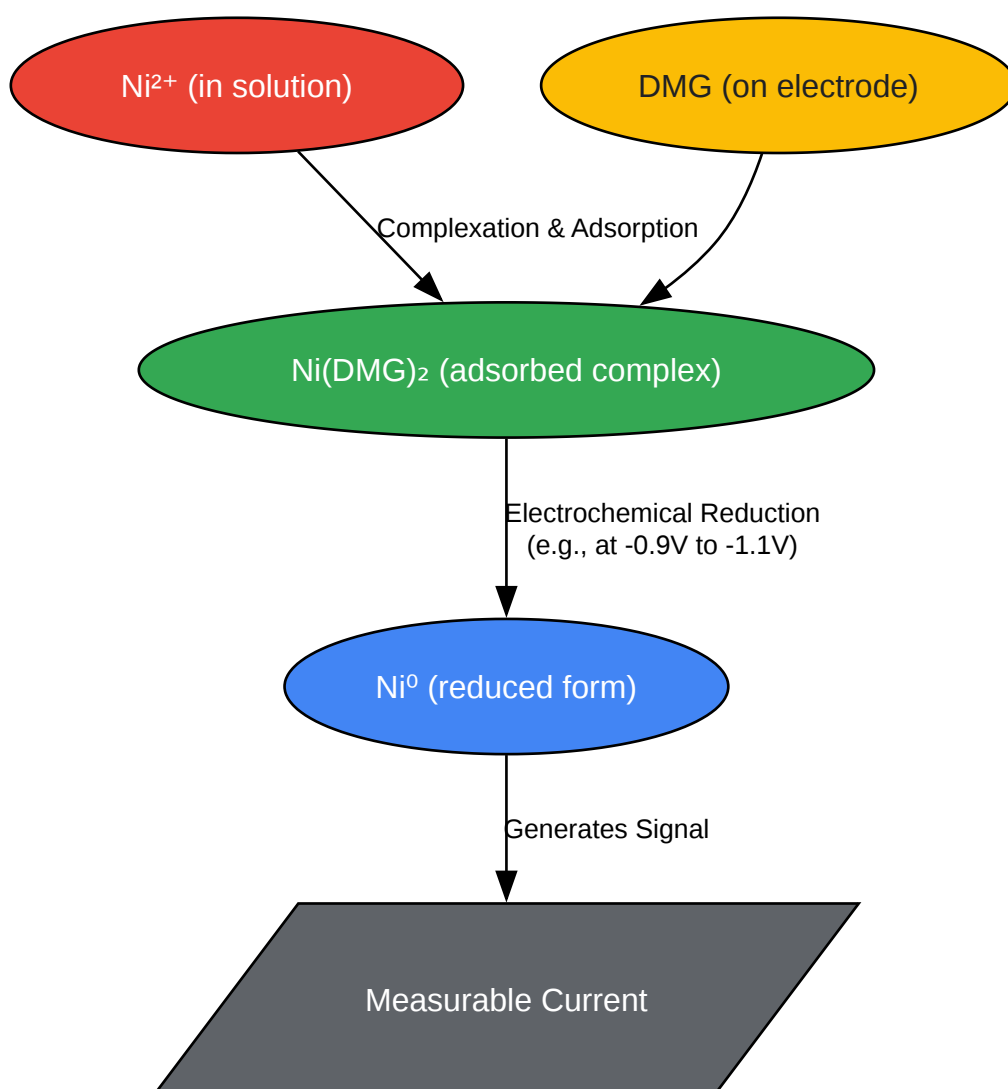 Ni²⁺ (in solution)
DMG (on electrode)
Complexation & Adsorption
Ni(DMG)₂ (adsorbed complex)
Electrochemical Reduction
(e.g., at -0.9V to -1.1V)
Ni⁰ (reduced form)
Generates Signal
Measurable Current